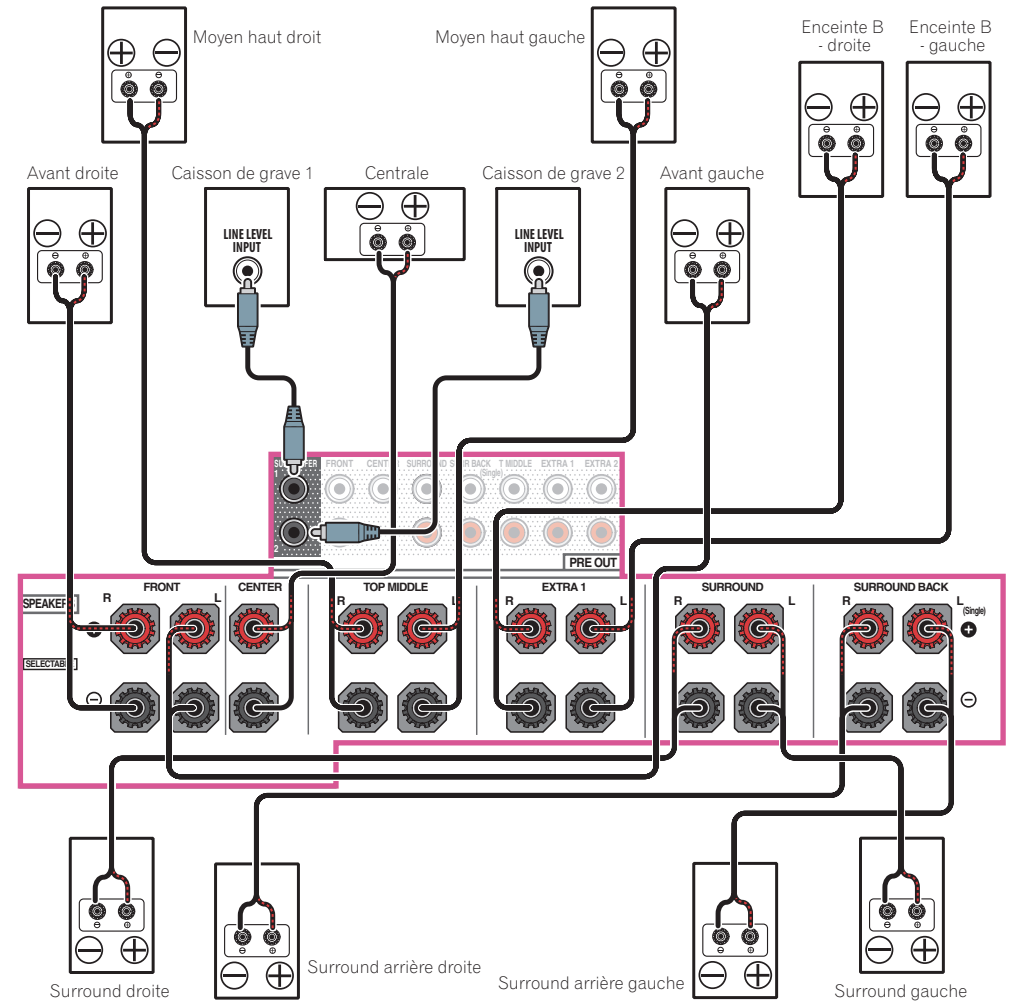 Moyen haut droit
Moyen haut gauche
Enceinte B
- droite
Enceinte B
- gauche
Avant droite
Caisson de grave 1
Centrale
Caisson de grave 2
Avant gauche
LINE LEVEL
INPUT
LINE LEVEL
INPUT
FRONT
SURROUND
T MIDDLE
EXTRA 1
EXTRA 2
1
(Single)
2
PRE OUT
FRONT
CENTER
TOP MIDDLE
EXTRA 1
SURROUND
SURROUND BACK
R
L
R
L
R
L
R
L
R
L
(Single)
SPEAKERS
SELECTABLE
Surround droite
Surround arrière droite
Surround arrière gauche
Surround gauche